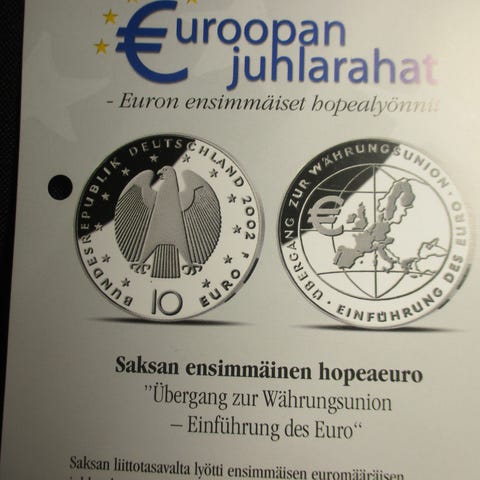 €uroopan
juhlarahat
- Euron ensimmäiset hopealyönnit
BUNDESREPUBLIK DEUTSCHLAND 2002 F
10 EURO
ÜBERGANG ZUR WÄHRUNGSUNION · EINFÜHRUNG DES EURO ·
€
Saksan ensimmäinen hopeaeuro
”Übergang zur Währungsunion
– Einführung des Euro“
Saksan liittotasavalta lyötti ensimmäisen euromääräisen